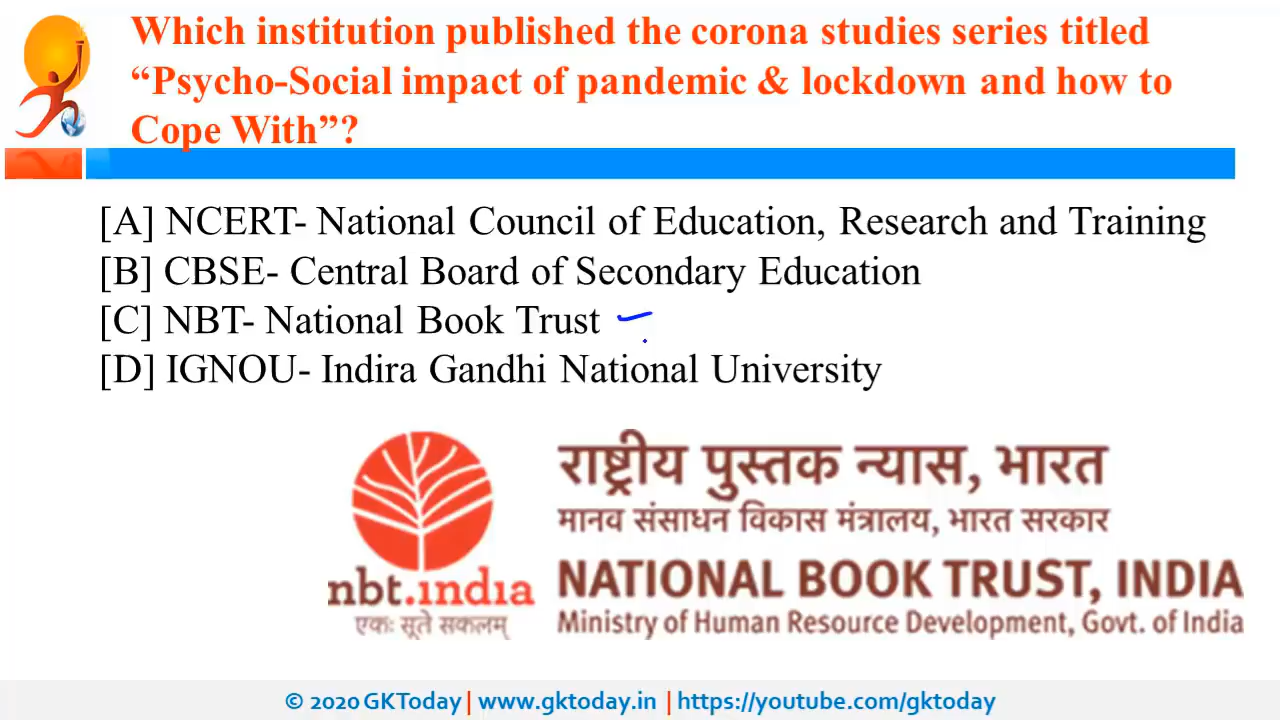 Which institution published the corona studies series titled
“Psycho-Social impact of pandemic & lockdown and how to
Cope With”?
[A] NCERT- National Council of Education, Research and Training
[B] CBSE- Central Board of Secondary Education
[C] NBT- National Book Trust
[D] IGNOU- Indira Gandhi National University
राष्ट्रीय पुस्तक न्यास, भारत
मानव संसाधन विकास मंत्रालय, भारत सरकार
nbt.india
एकः सूते सकलम्
NATIONAL BOOK TRUST, INDIA
Ministry of Human Resource Development, Govt. of India
© 2020 GKToday | www.gktoday.in | https://youtube.com/gktoday